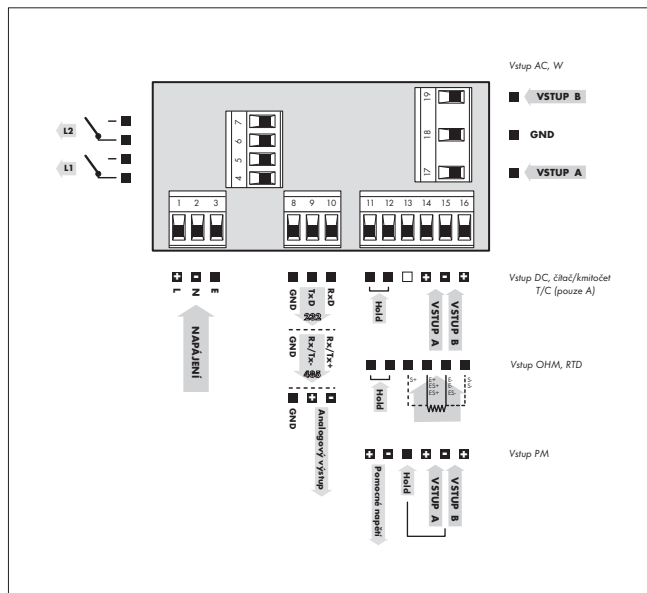 Vstup AC, W
19
VSTUP B
7
L2
6
18
GND
5
L1
4
17
VSTUP A
1 2 3
8 9 10
11 12 13 14 15 16
+ -
L N E
NAPÁJENÍ
GND TxD RxD
232
GND Rx/Tx- Rx/Tx+
485
+ -
GND
Analogový výstup
+ - +
Vstup DC, čítač/kmitočet
T/C (pouze A)
Hold
VSTUP A
VSTUP B
Vstup OHM, RTD
S+ E+ E- S-
ES+ E- S-
ES+ ES-
Hold
Vstup PM
+ - + - +
Pomocné napětí
Hold
VSTUP A
VSTUP B